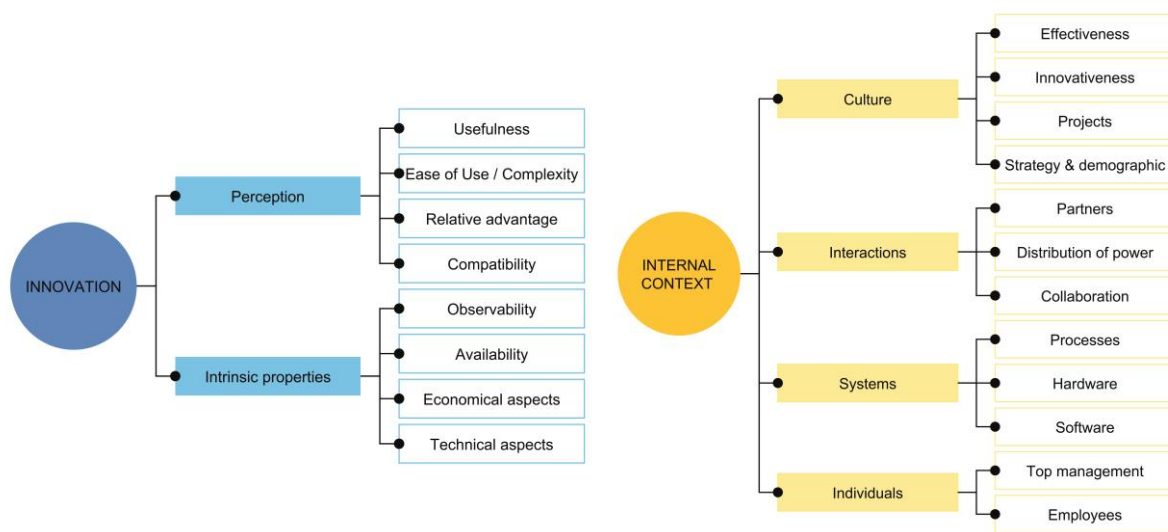 INNOVATION
Perception
Usefulness
Ease of Use / Complexity
Relative advantage
Compatibility
Intrinsic properties
Observability
Availability
Economical aspects
Technical aspects
INTERNAL
CONTEXT
Culture
Effectiveness
Innovativeness
Projects
Strategy & demographic
Interactions
Partners
Distribution of power
Collaboration
Systems
Processes
Hardware
Software
Individuals
Top management
Employees